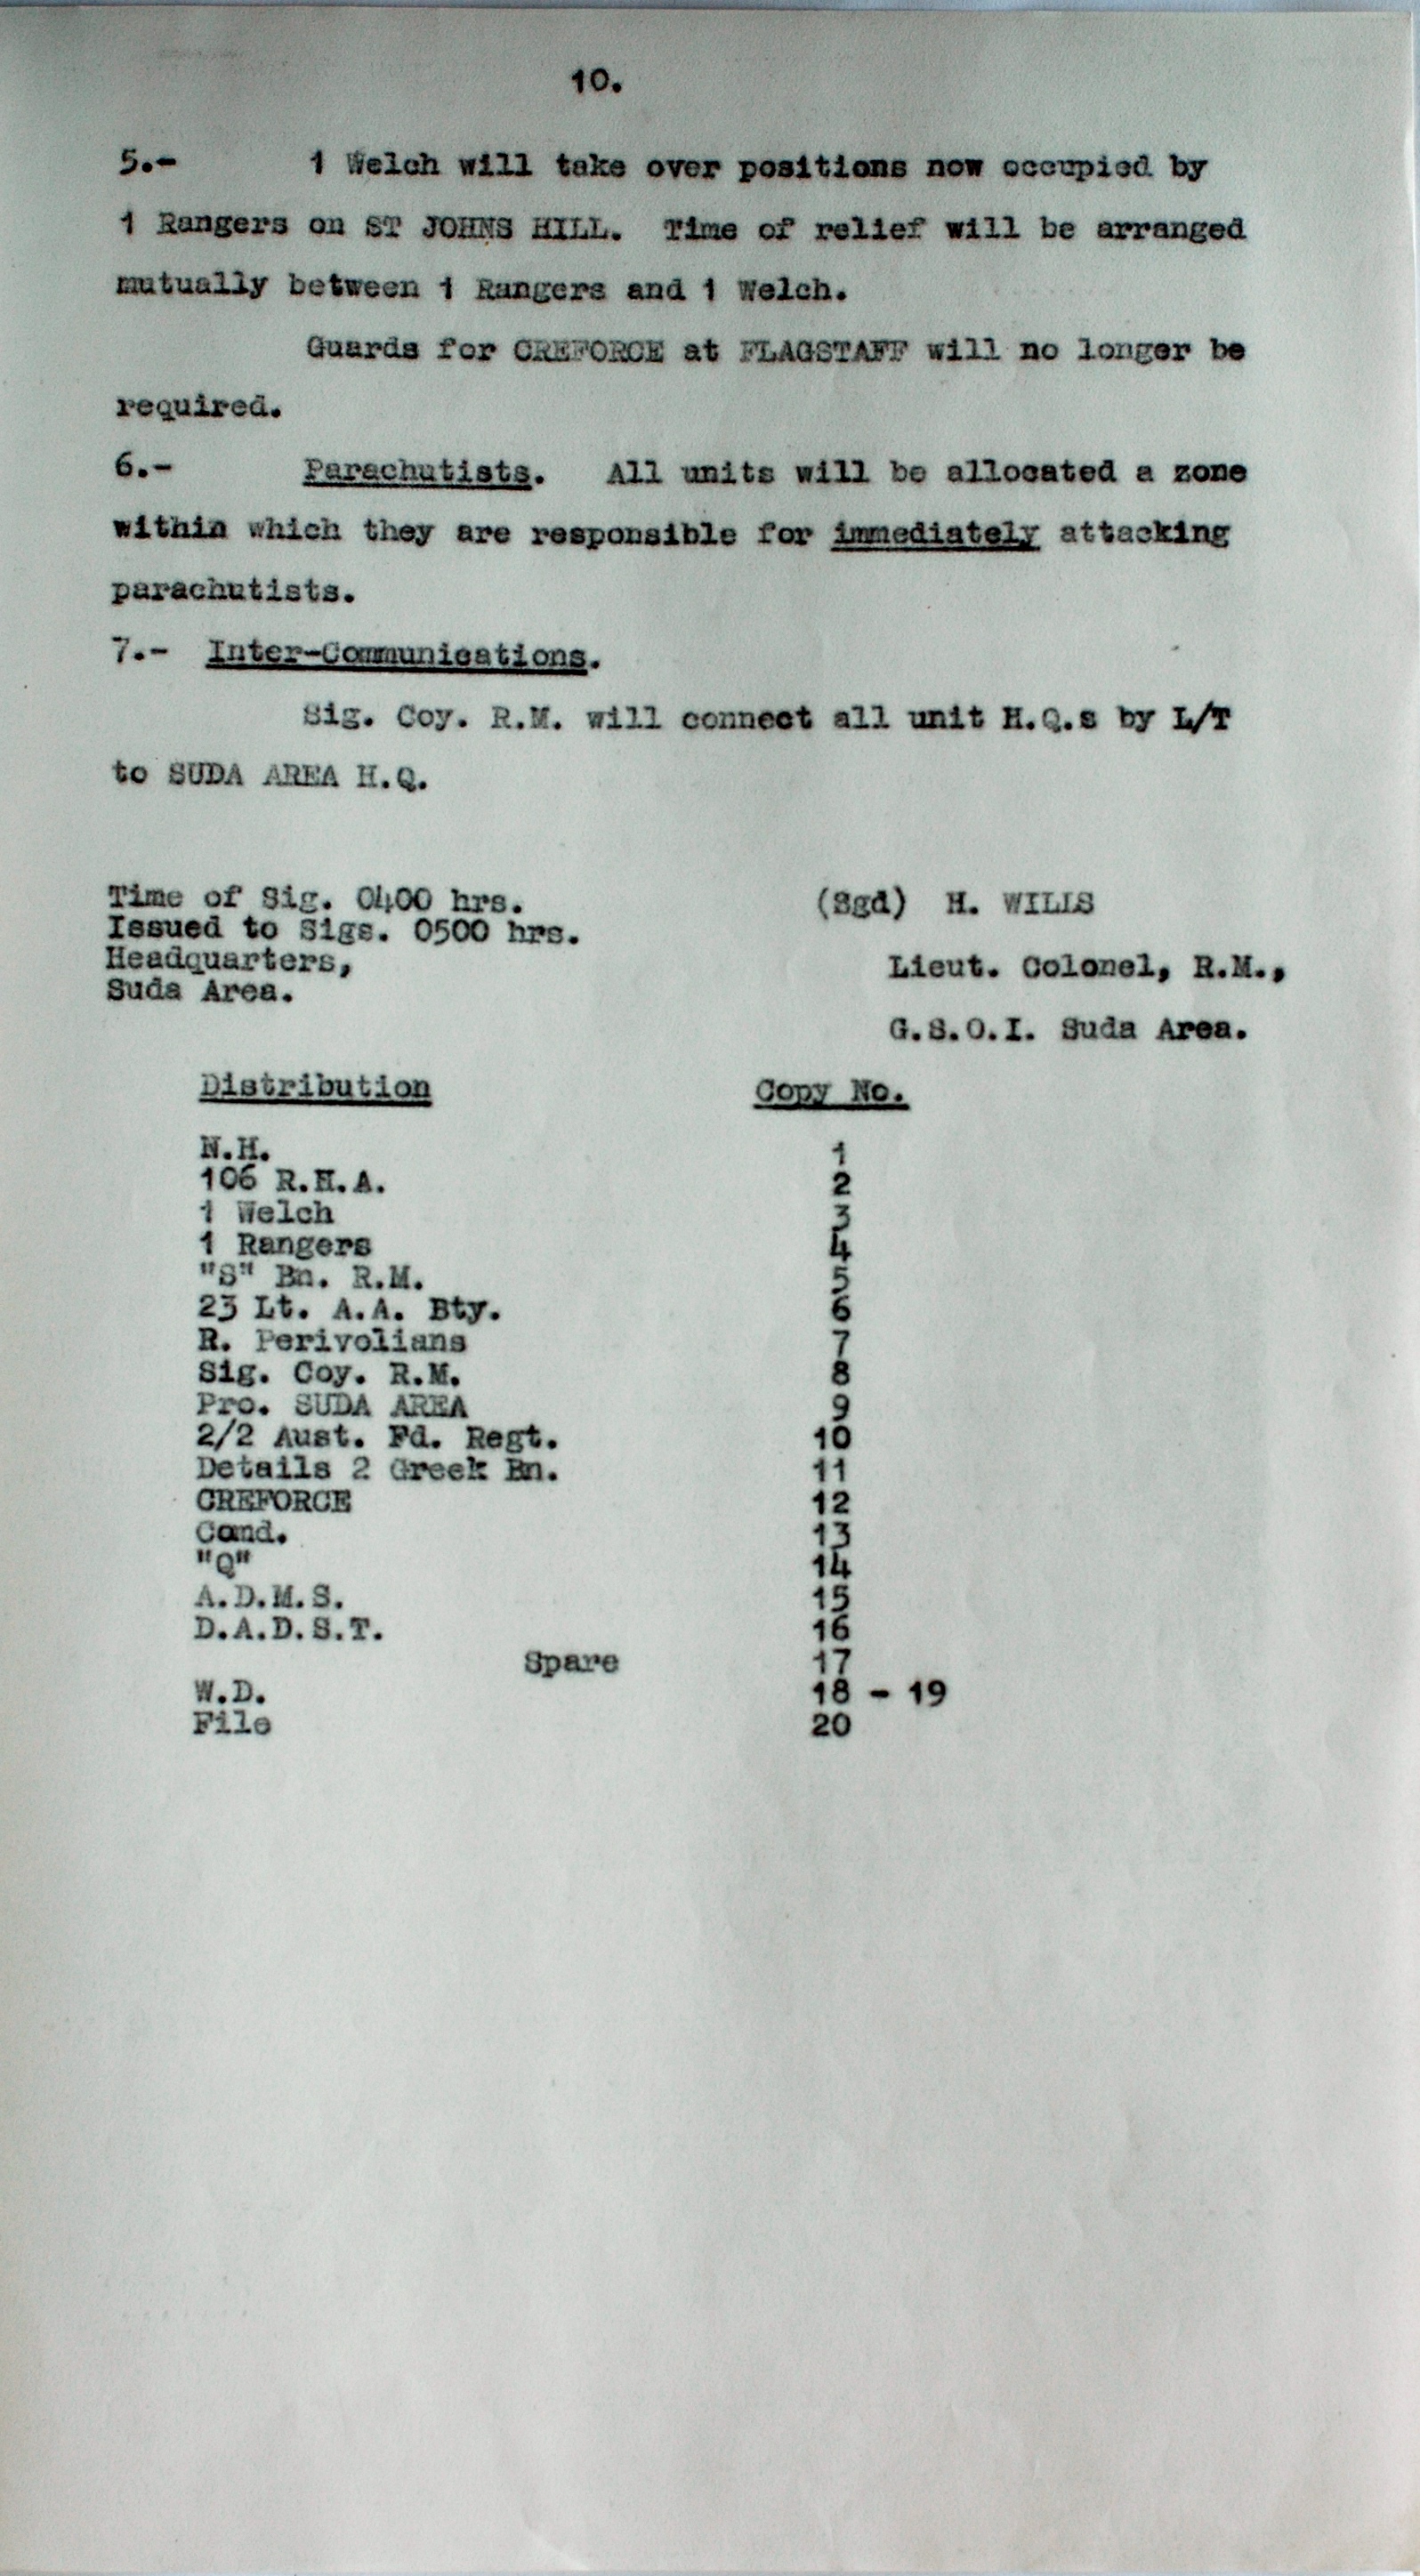 10.
5.- 1 Welch will take over positions now occupied by
1 Rangers on ST JOHNS HILL. Time of relief will be arranged
mutually between 1 Rangers and 1 Welch.
Guards for CREFORCE at FLAGSTAFF will no longer be
required.
6.- Parachutists. All units will be allocated a zone
within which they are responsible for immediately attacking
parachutists.
7.- Inter-Communications.
Sig. Coy. R.M. will connect all unit H.Q.s by L/T
to SUDA AREA H.Q.
Time of Sig. 0400 hrs.
Issued to Sigs. 0500 hrs.
Headquarters,
Suda Area.
(Sgd) H. WILLS
Lieut. Colonel, R.M.,
G.S.O.I. Suda Area.
Distribution Copy No.
N.H. 1
106 R.H.A. 2
1 Welch 3
1 Rangers 4
"S" Bn. R.M. 5
23 Lt. A.A. Bty. 6
R. Perivolians 7
Sig. Coy. R.M. 8
Pro. SUDA AREA 9
2/2 Aust. Fd. Regt. 10
Details 2 Greek Bn. 11
CREFORCE 12
Comd. 13
"Q" 14
A.D.M.S. 15
D.A.D.S.T. 16
Spare 17
W.D. 18 - 19
File 20